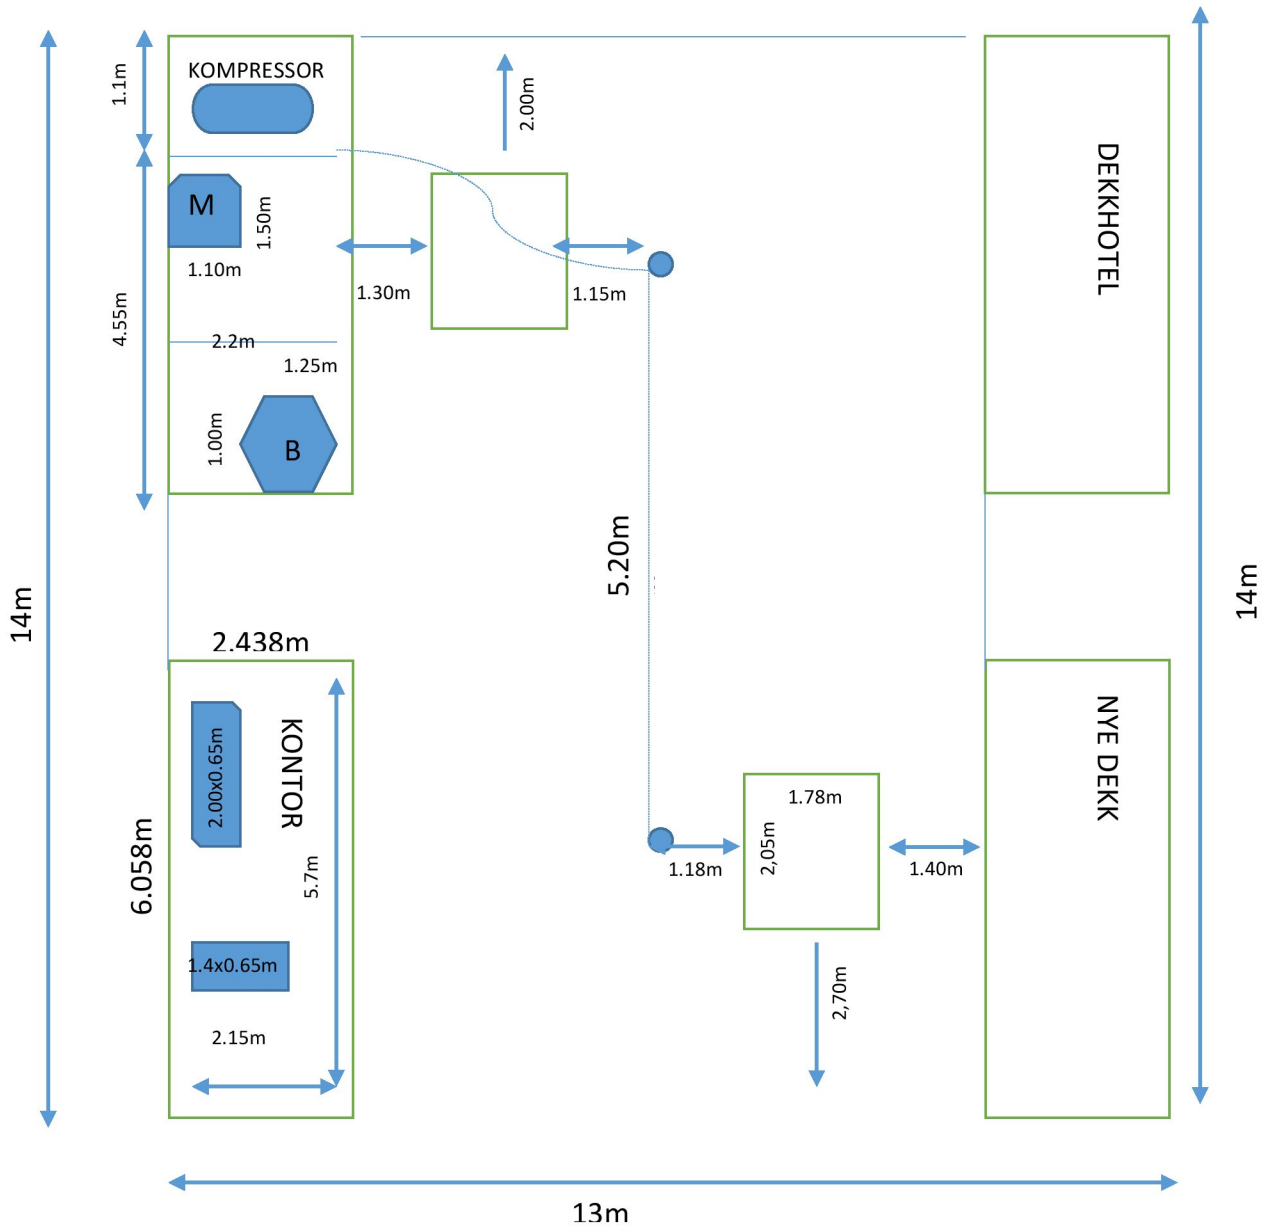 KOMPRESSOR
1.1m
2.00m
DEKKHOTEL
M
1.50m
1.10m
1.30m
1.15m
4.55m
2.2m
1.25m
1.00m
B
5.20m
14m
14m
2.438m
KONTOR
2.00x0.65m
NYE DEKK
1.78m
2,05m
1.18m
1.40m
5.7m
6.058m
1.4x0.65m
2,70m
2.15m
13m